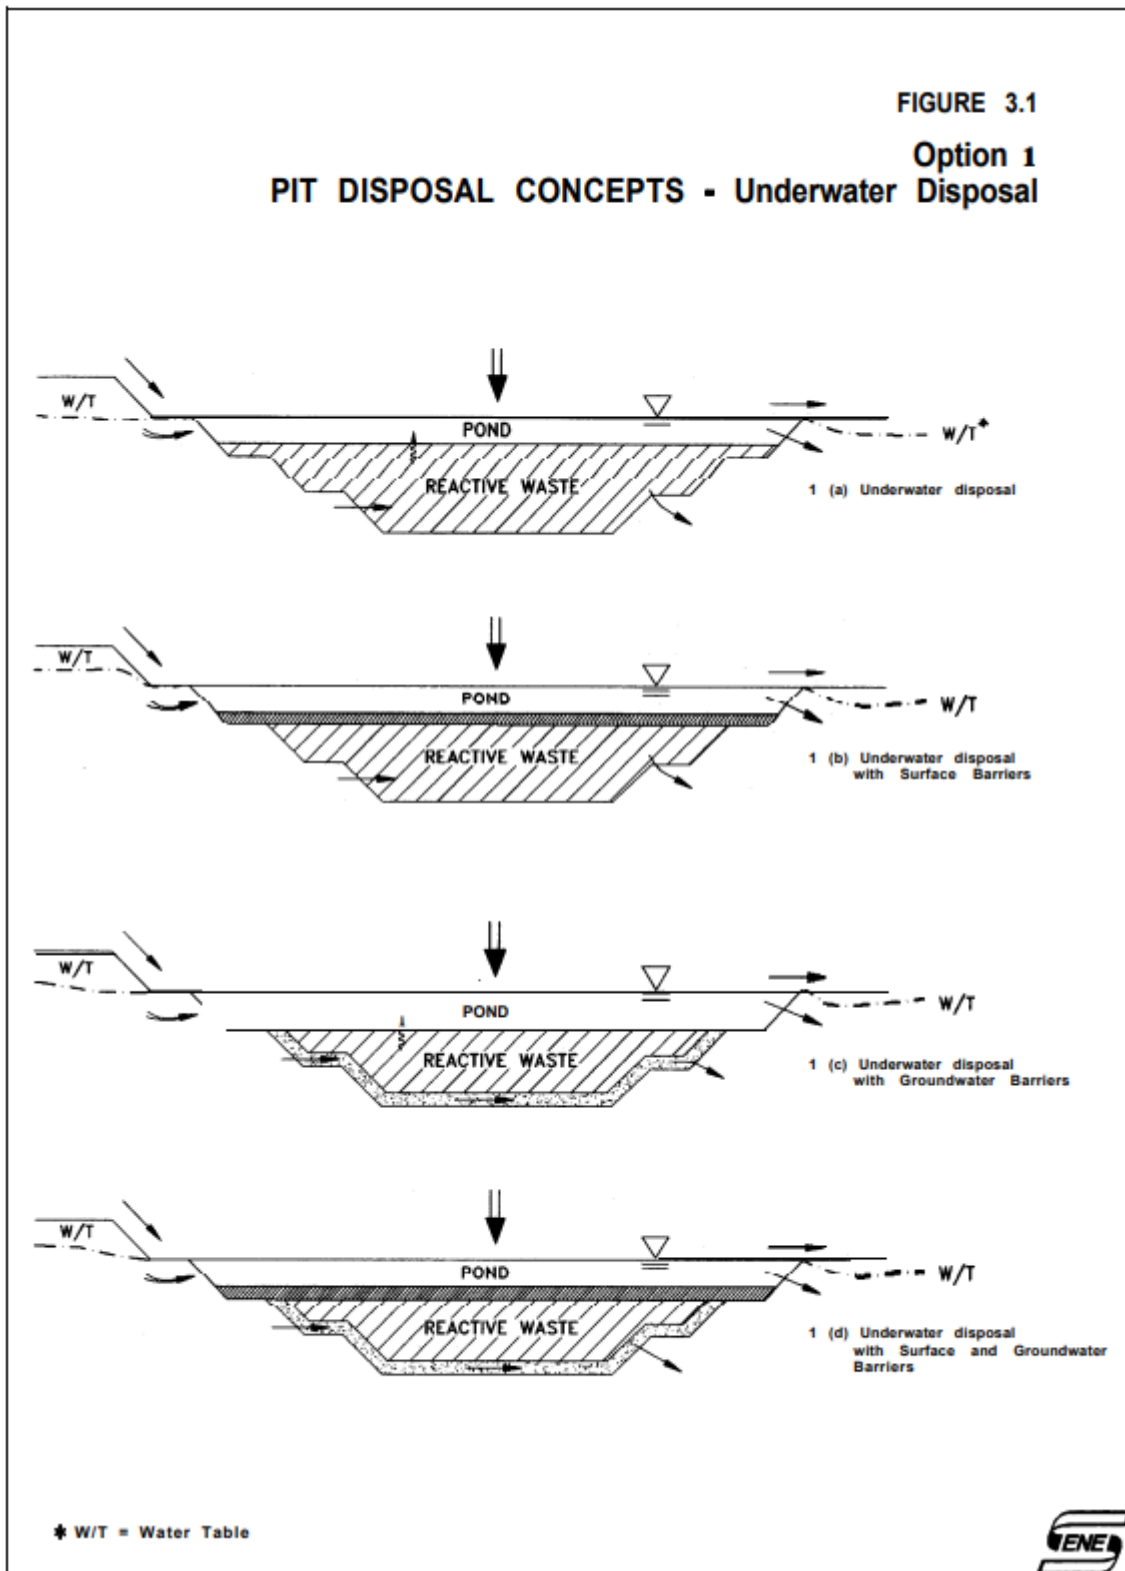 FIGURE 3.1
Option 1
PIT DISPOSAL CONCEPTS - Underwater Disposal
W/T
POND
W/T*
REACTIVE WASTE
1 (a) Underwater disposal
W/T
POND
W/T
REACTIVE WASTE
1 (b) Underwater disposal
with Surface Barriers
W/T
POND
W/T
REACTIVE WASTE
1 (c) Underwater disposal
with Groundwater Barriers
W/T
POND
W/T
REACTIVE WASTE
1 (d) Underwater disposal
with Surface and Groundwater
Barriers
* W/T = Water Table
SENES